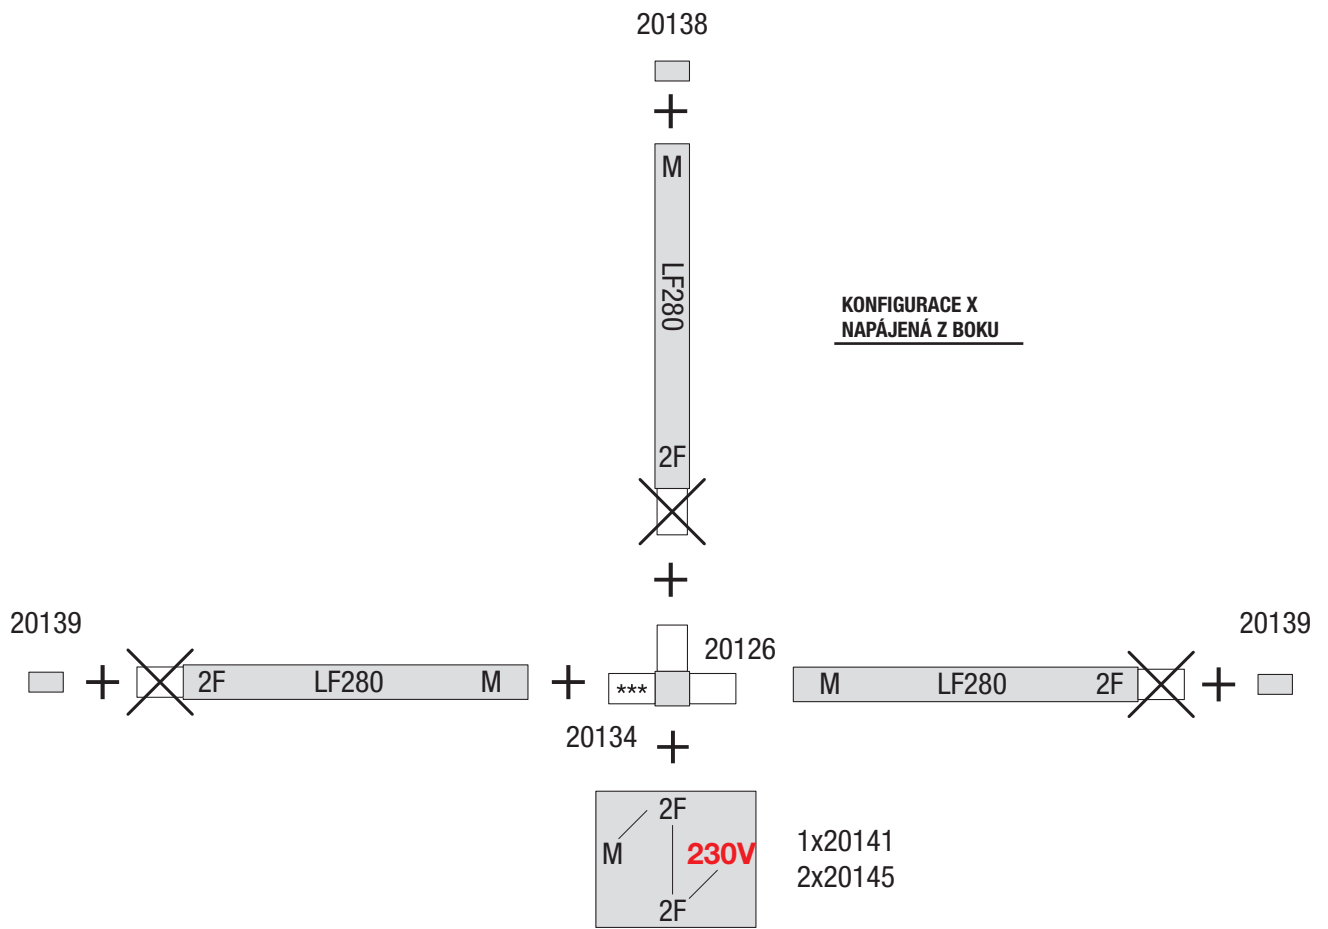 20138
M
LF280
2F
KONFIGURACE X
NAPÁJENÁ Z BOKU
20139
2F LF280 M
***
20126
M LF280 2F
20139
20134
2F
M 230V
2F
1x20141
2x20145